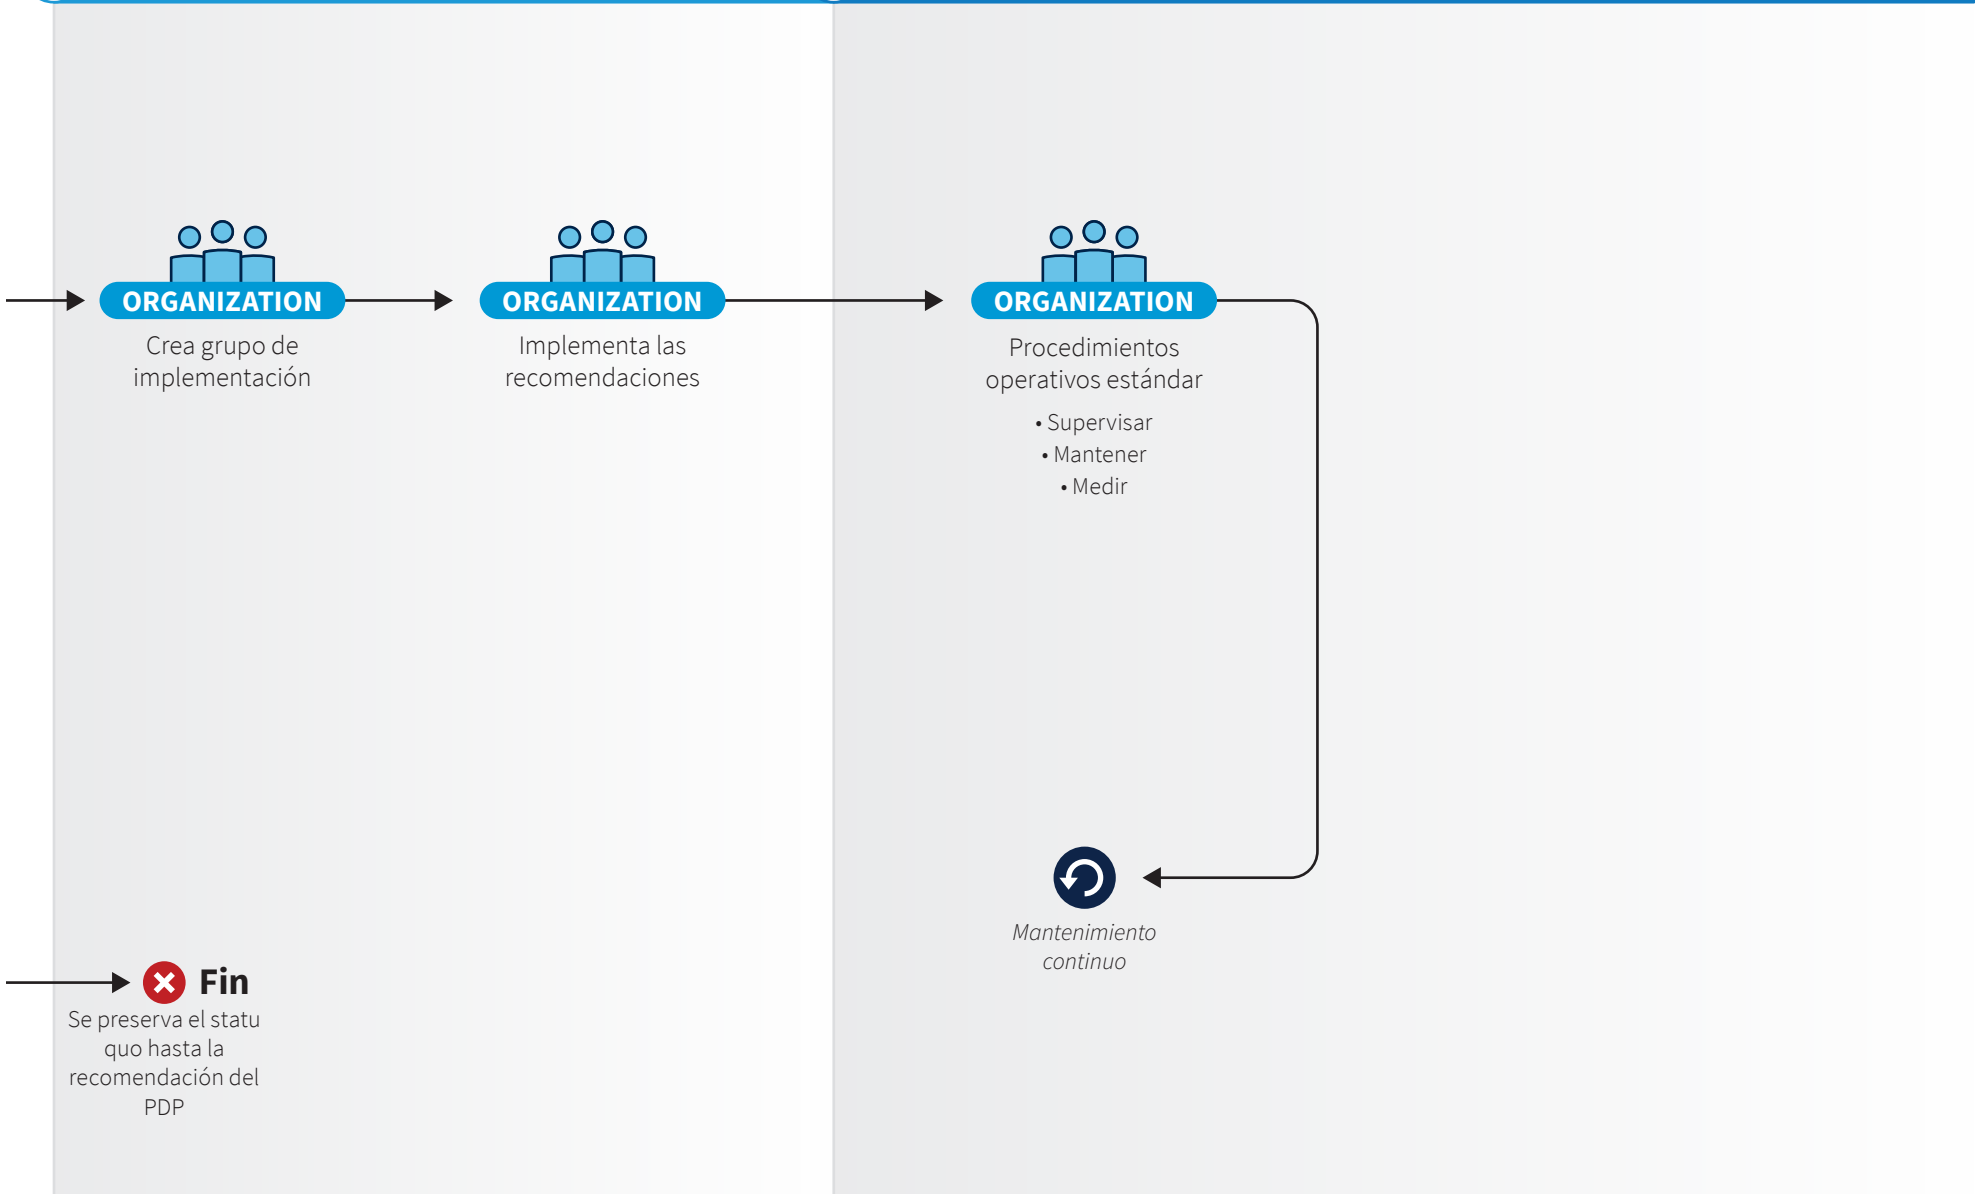 ORGANIZATION
Crea grupo de
implementación
ORGANIZATION
Implementa las
recomendaciones
ORGANIZATION
Procedimientos
operativos estándar
• Supervisar
• Mantener
• Medir
Mantenimiento
continuo
Fin
Se preserva el statu
quo hasta la
recomendación del
PDP